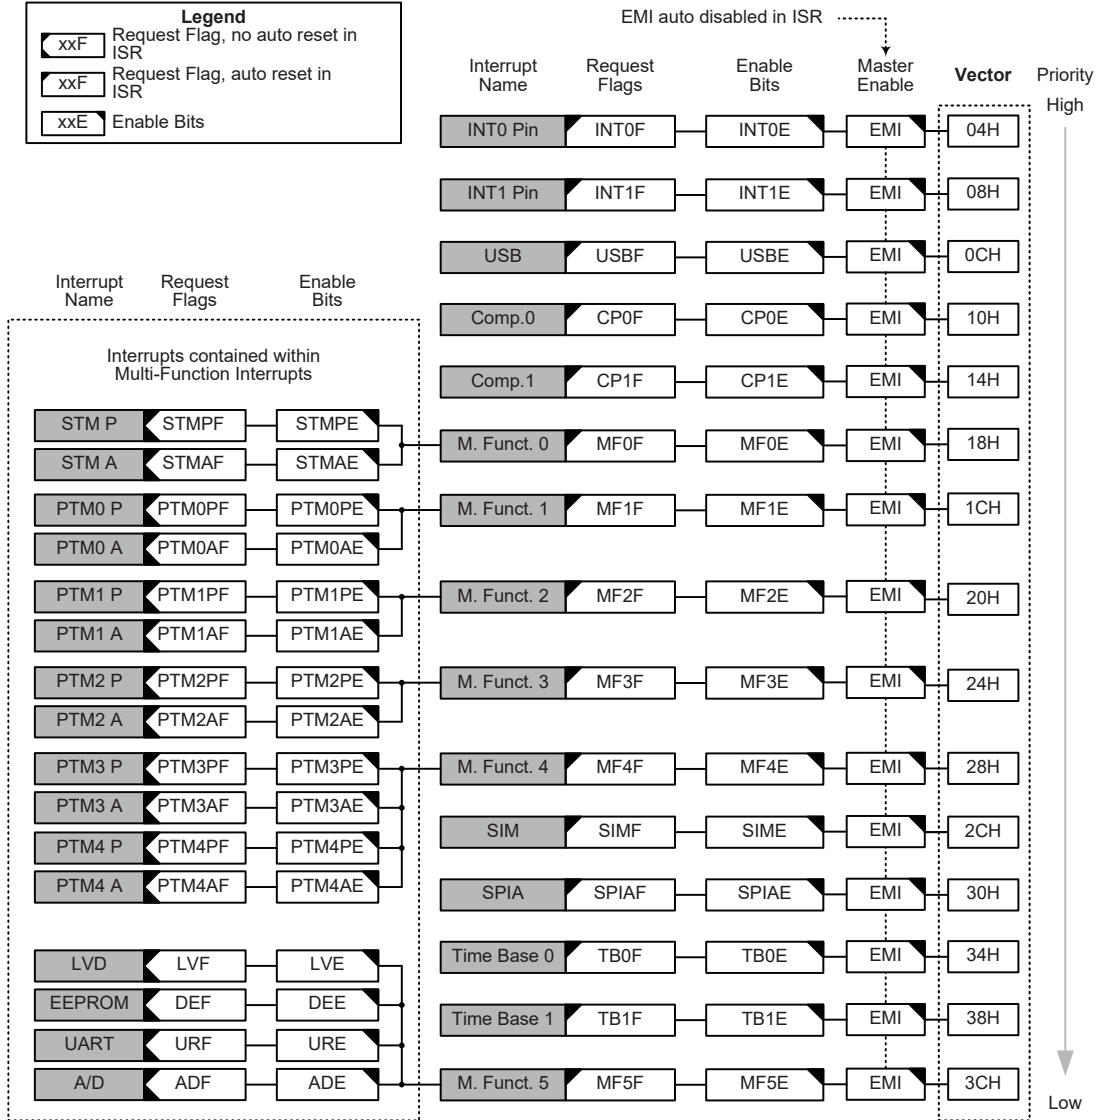 Legend
xxF Request Flag, no auto reset in
ISR
xxF Request Flag, auto reset in
ISR
xxE Enable Bits
EMI auto disabled in ISR
Interrupt Name Request Flags Enable Bits Master Enable Vector Priority
High
INT0 Pin INT0F INT0E EMI 04H
INT1 Pin INT1F INT1E EMI 08H
USB USBF USBE EMI 0CH
Comp.0 CP0F CP0E EMI 10H
Comp.1 CP1F CP1E EMI 14H
M. Funct. 0 MF0F MF0E EMI 18H
M. Funct. 1 MF1F MF1E EMI 1CH
M. Funct. 2 MF2F MF2E EMI 20H
M. Funct. 3 MF3F MF3E EMI 24H
M. Funct. 4 MF4F MF4E EMI 28H
SIM SIMF SIME EMI 2CH
SPIA SPIAF SPIAE EMI 30H
Time Base 0 TB0F TB0E EMI 34H
Time Base 1 TB1F TB1E EMI 38H
M. Funct. 5 MF5F MF5E EMI 3CH
Low
Interrupt Name Request Flags Enable Bits
Interrupts contained within
Multi-Function Interrupts
STM P STMPF STMPE
STM A STMAF STMAE
PTM0 P PTM0PF PTM0PE
PTM0 A PTM0AF PTM0AE
PTM1 P PTM1PF PTM1PE
PTM1 A PTM1AF PTM1AE
PTM2 P PTM2PF PTM2PE
PTM2 A PTM2AF PTM2AE
PTM3 P PTM3PF PTM3PE
PTM3 A PTM3AF PTM3AE
PTM4 P PTM4PF PTM4PE
PTM4 A PTM4AF PTM4AE
LVD LVF LVE
EEPROM DEF DEE
UART URF URE
A/D ADF ADE